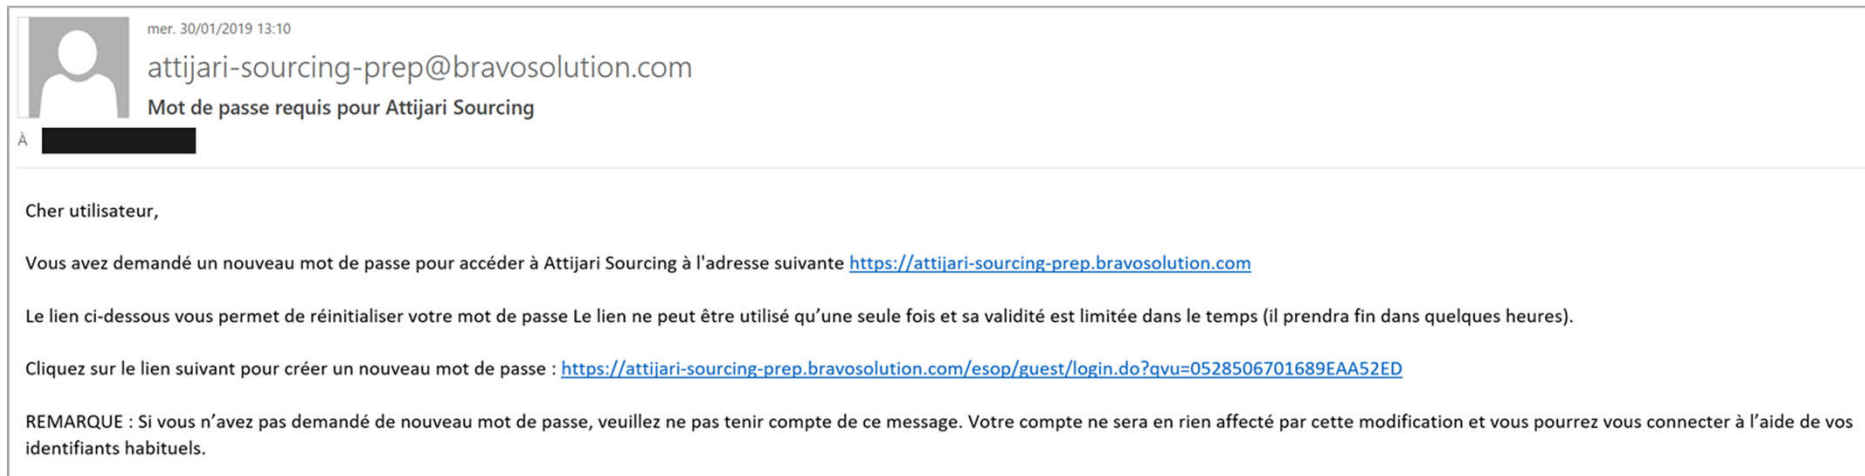 mer. 30/01/2019 13:10
attijari-sourcing-prep@bravosolution.com
Mot de passe requis pour Attijari Sourcing
À
Cher utilisateur,
Vous avez demandé un nouveau mot de passe pour accéder à Attijari Sourcing à l'adresse suivante https://attijari-sourcing-prep.bravosolution.com
Le lien ci-dessous vous permet de réinitialiser votre mot de passe Le lien ne peut être utilisé qu’une seule fois et sa validité est limitée dans le temps (il prendra fin dans quelques heures).
Cliquez sur le lien suivant pour créer un nouveau mot de passe : https://attijari-sourcing-prep.bravosolution.com/esop/guest/login.do?qvu=0528506701689EAA52ED
REMARQUE : Si vous n’avez pas demandé de nouveau mot de passe, veuillez ne pas tenir compte de ce message. Votre compte ne sera en rien affecté par cette modification et vous pourrez vous connecter à l’aide de vos
identifiants habituels.